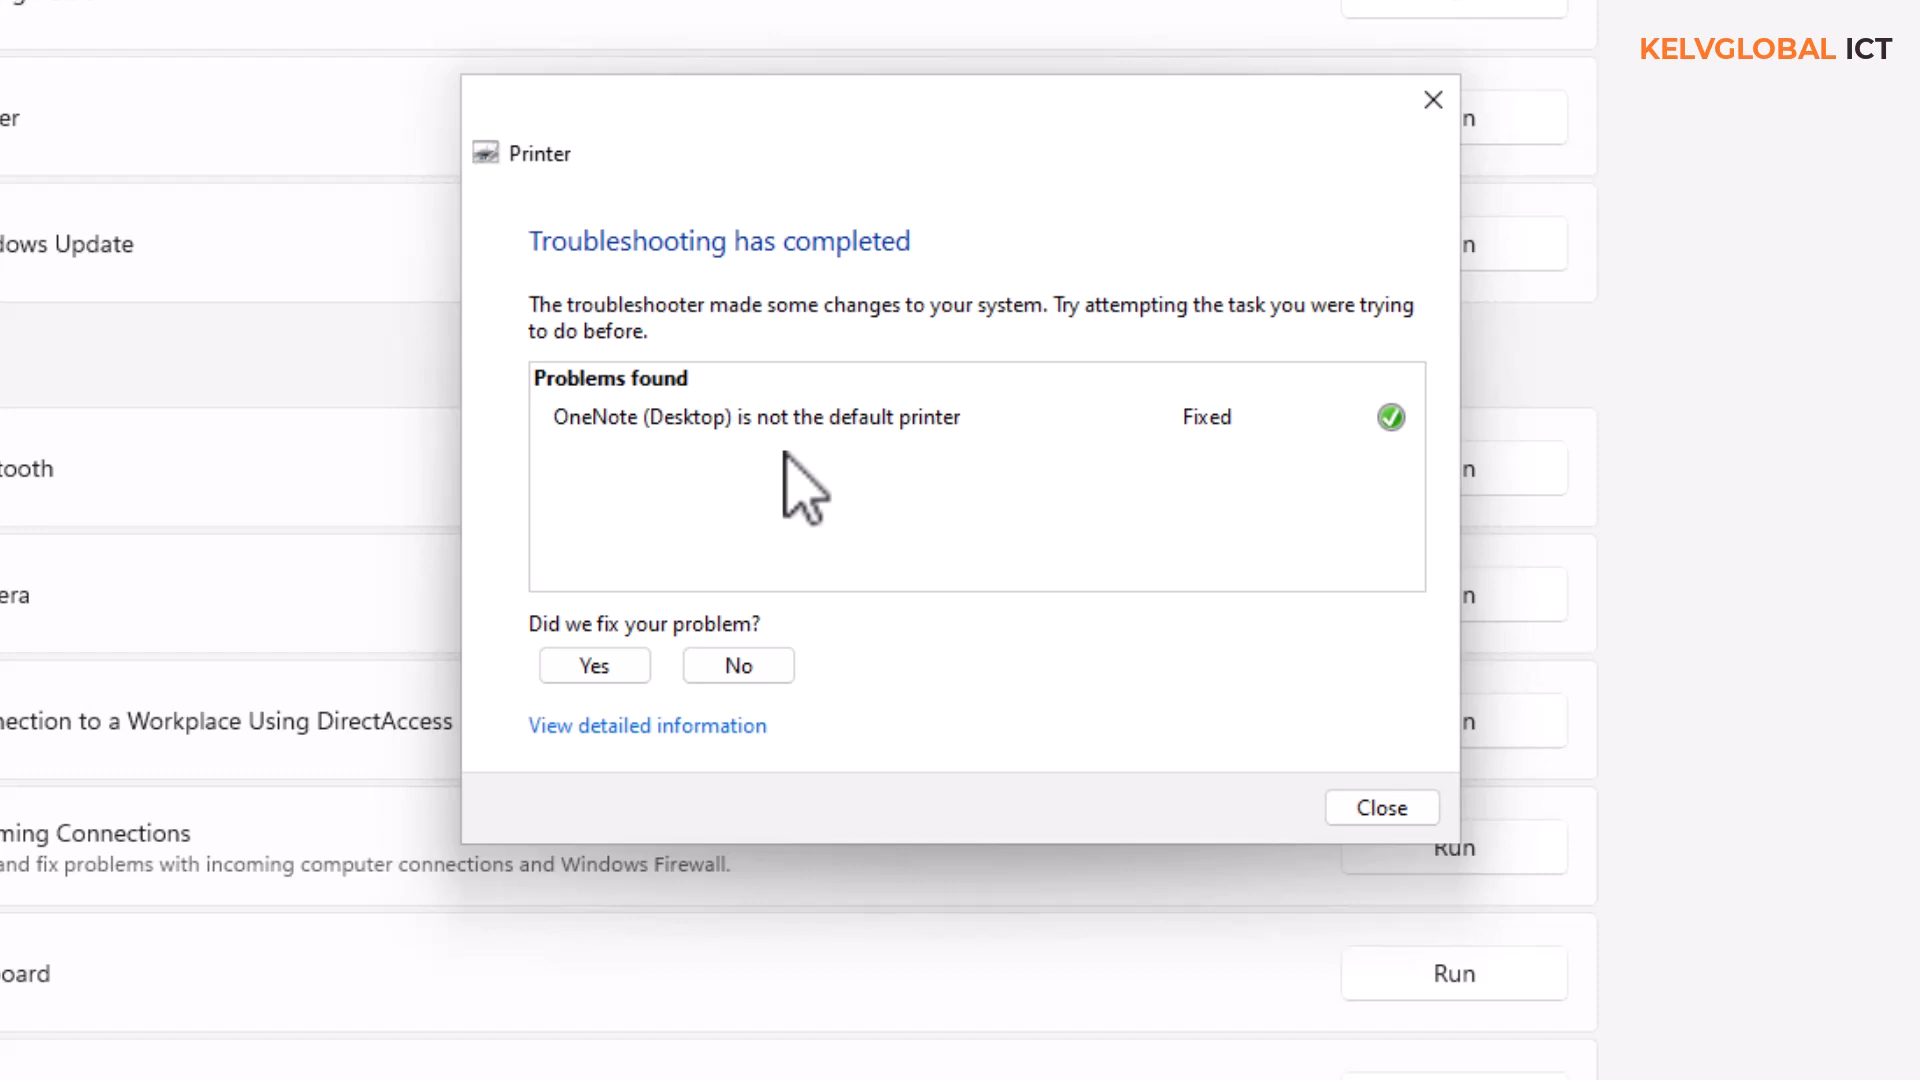 KELVGLOBAL ICT
er
n
Printer
dows Update
n
Troubleshooting has completed
The troubleshooter made some changes to your system. Try attempting the task you were trying
to do before.
Problems found
OneNote (Desktop) is not the default printer Fixed
tooth
n
era
n
Did we fix your problem?
Yes No
nection to a Workplace Using DirectAccess
n
View detailed information
Close
ming Connections
Run
and fix problems with incoming computer connections and Windows Firewall.
oard
Run